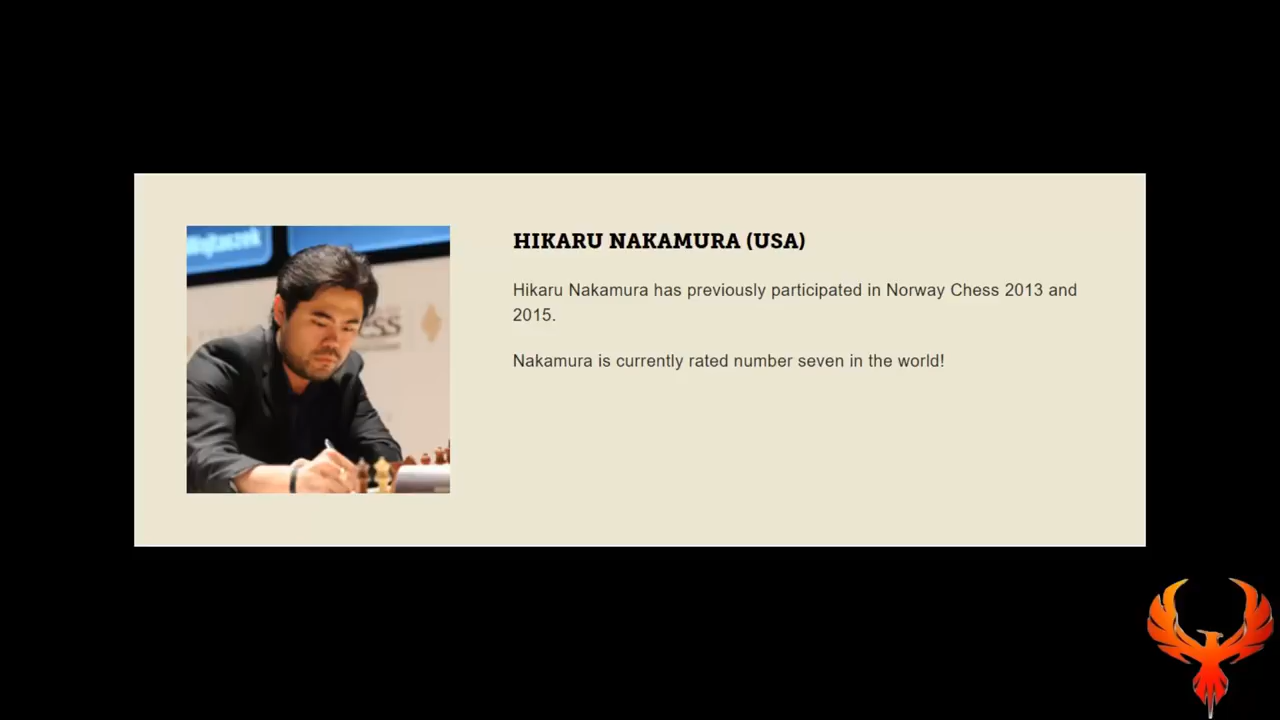 HIKARU NAKAMURA (USA)
Hikaru Nakamura has previously participated in Norway Chess 2013 and
2015.
Nakamura is currently rated number seven in the world!